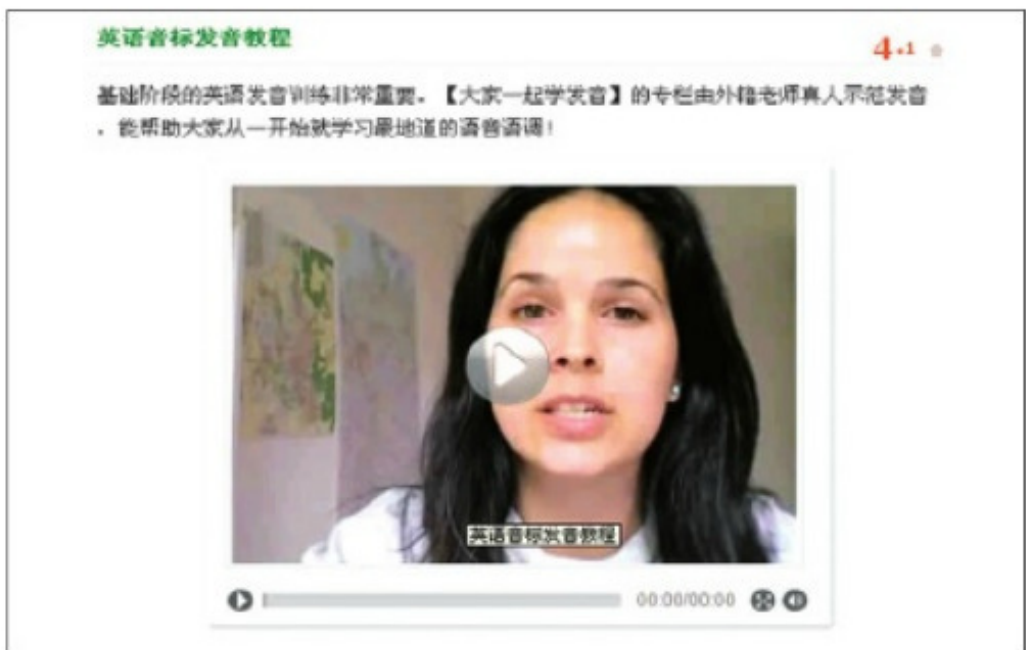 英语音标发音教程
4.1
基础阶段的英语发音训练非常重要。【大家一起学发音】的专栏由外籍老师真人示范发音
，能帮助大家从一开始就学习最地道的语音语调！
英语音标发音教程
00:00/00:00